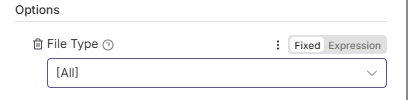 Options
File Type
Fixed Expression
[All]